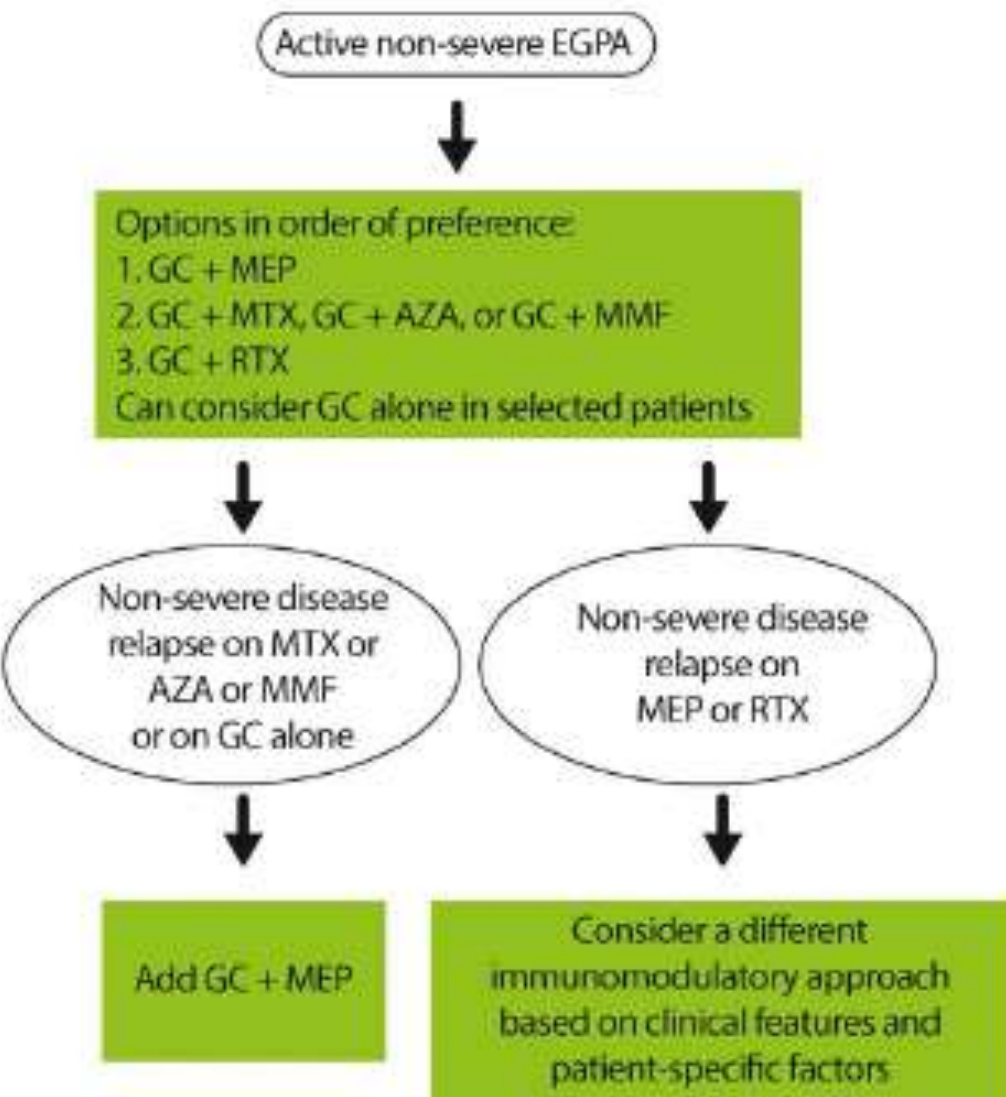 Active non-severe EGPA
Options in order of preference:
1. GC + MEP
2. GC + MTX, GC + AZA, or GC + MMF
3. GC + RTX
Can consider GC alone in selected patients
Non-severe disease
relapse on MTX or
AZA or MMF
or on GC alone
Non-severe disease
relapse on
MEP or RTX
Add GC + MEP
Consider a different
immunomodulatory approach
based on clinical features and
patient-specific factors